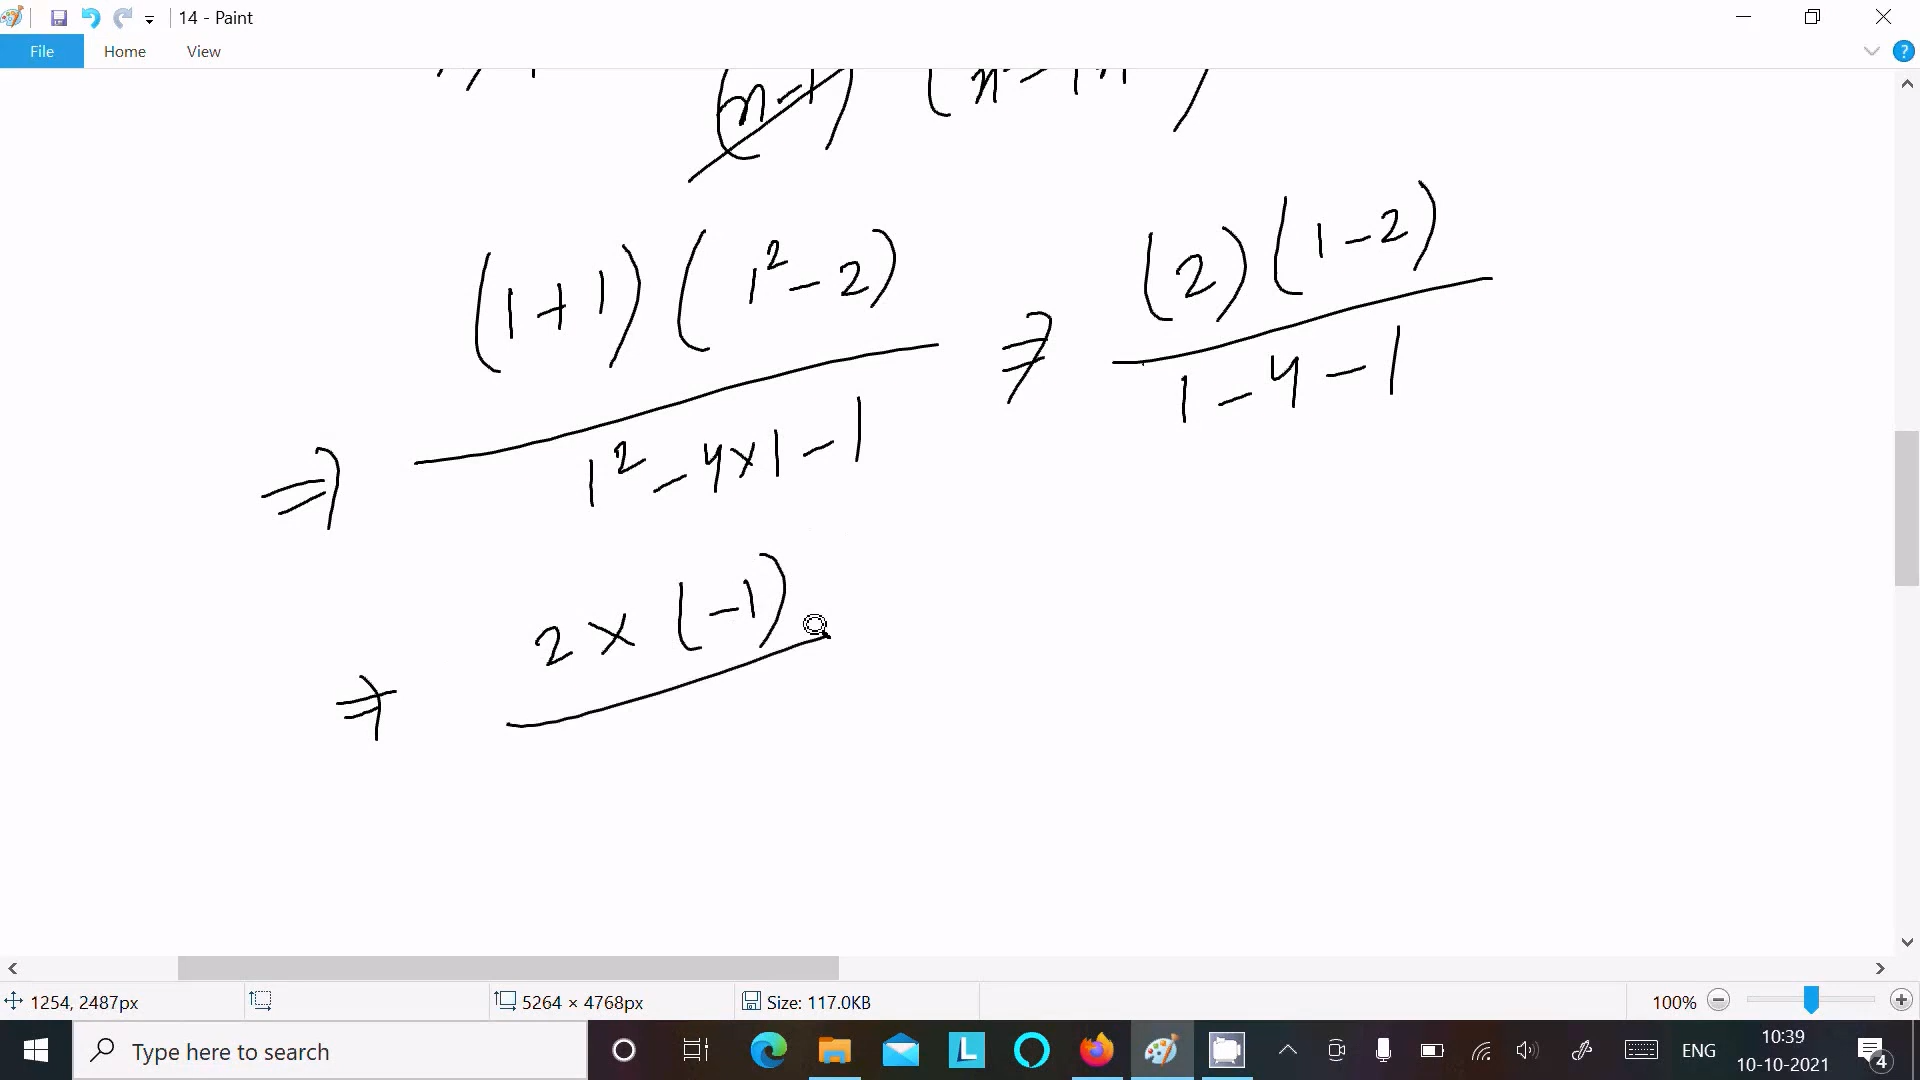 14 - Paint
File Home View
(1+1) (1² - 2) (2) (1 - 2)
⇒ ⇒
1² - 4×1 - 1 1 - 4 - 1
2 × (-1)
⇒
1254, 2487px 5264 × 4768px Size: 117.0KB 100%
Type here to search L ENG 10:39
10-10-2021 4